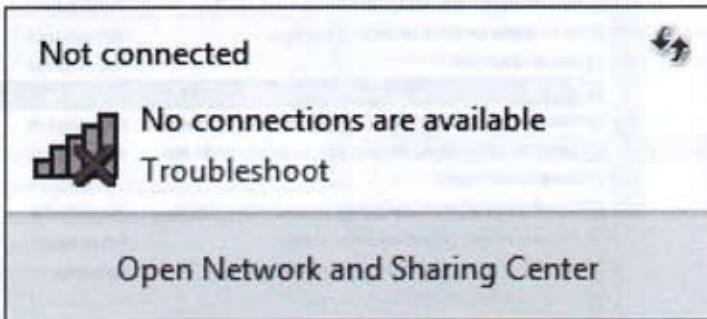 Not connected
No connections are available
Troubleshoot
Open Network and Sharing Center